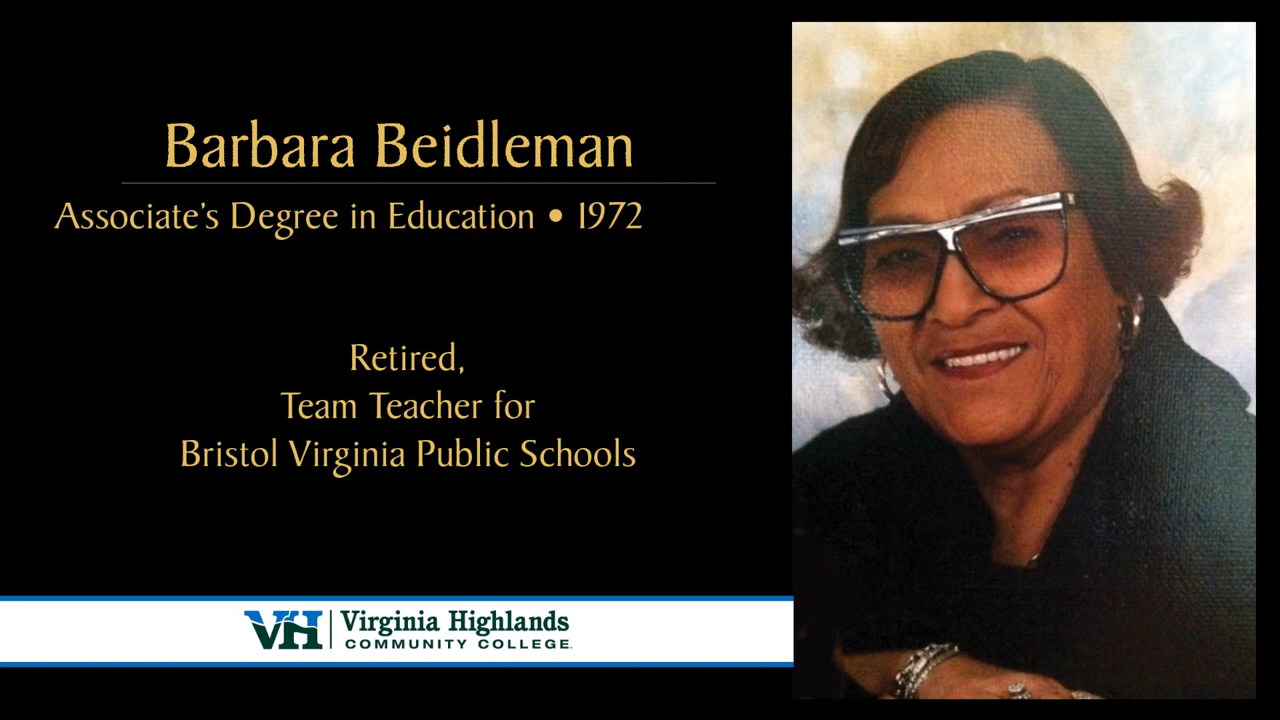 Barbara Beidleman
Associate's Degree in Education • 1972
Retired,
Team Teacher for
Bristol Virginia Public Schools
VH Virginia Highlands
COMMUNITY COLLEGE